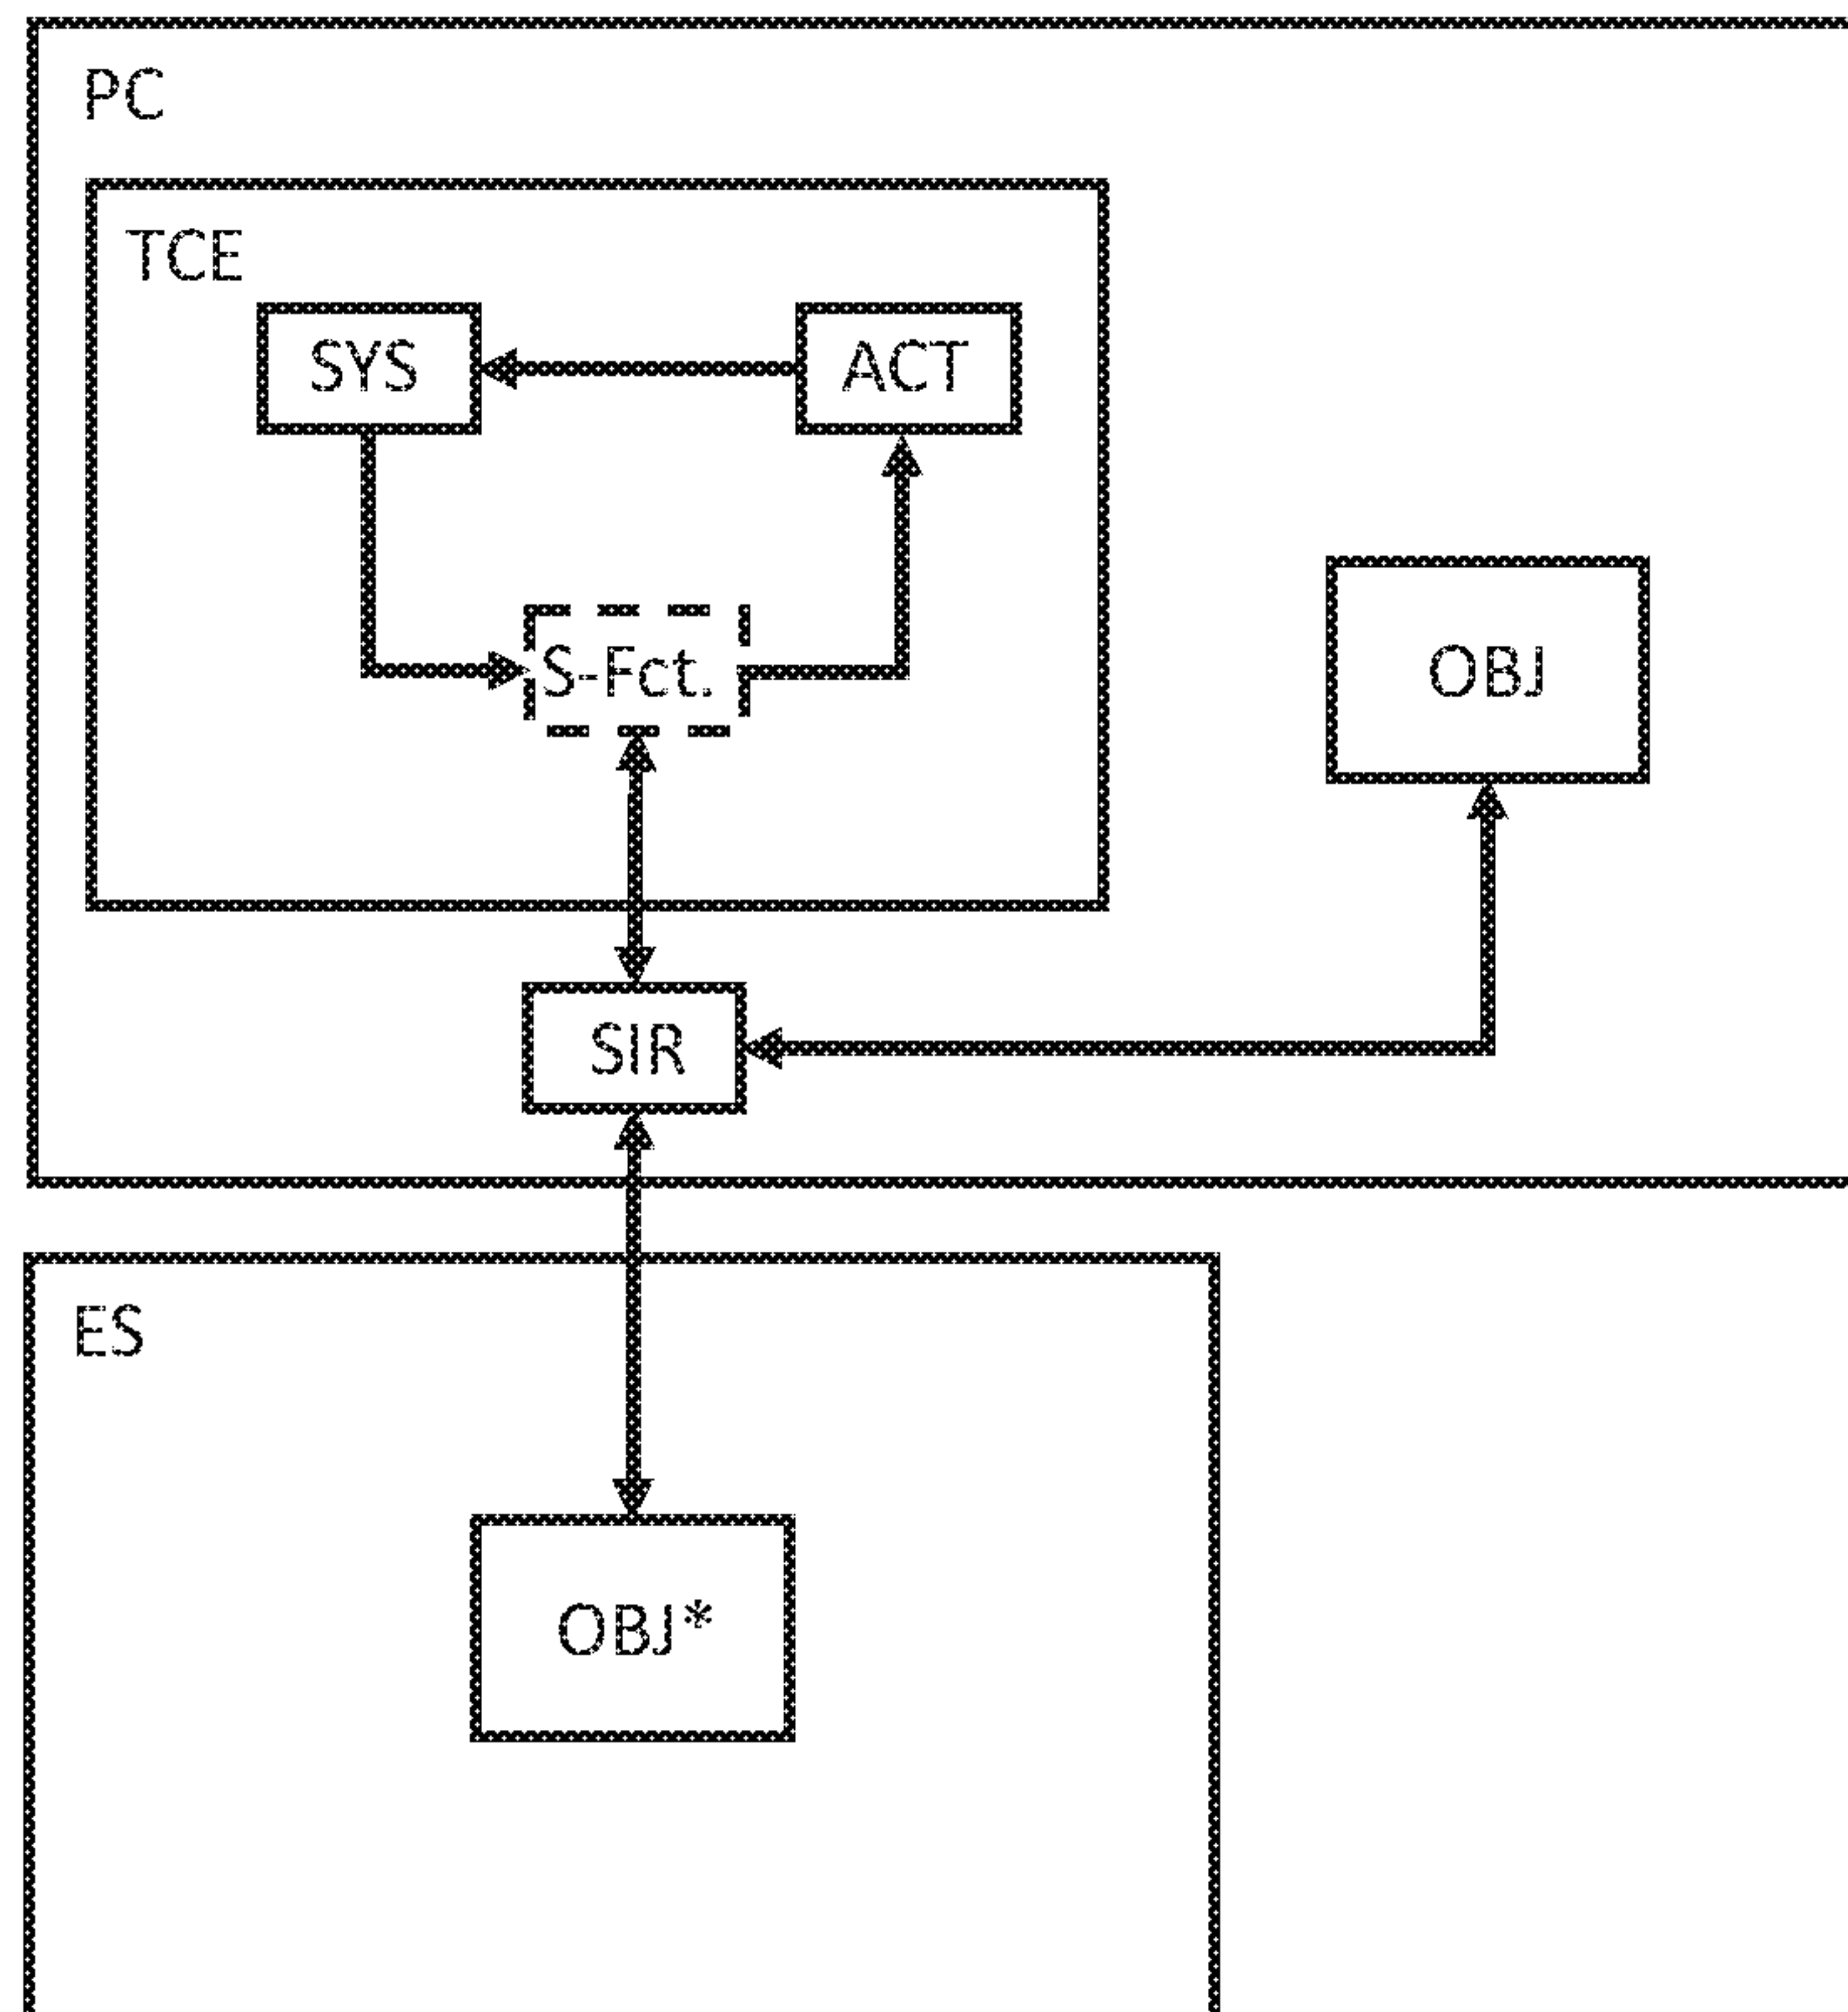 PC
TCE
SYS
ACT
S-Fct.
OBJ
SIR
ES
OBJ*